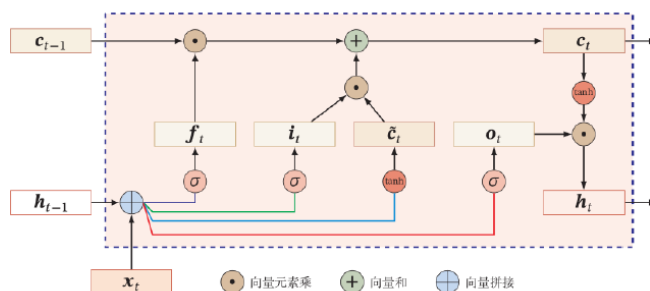 c_{t-1} c_t
tanh
f_t i_t c̃_t o_t
σ σ tanh σ
h_{t-1} h_t
x_t 向量元素乘 向量和 向量拼接